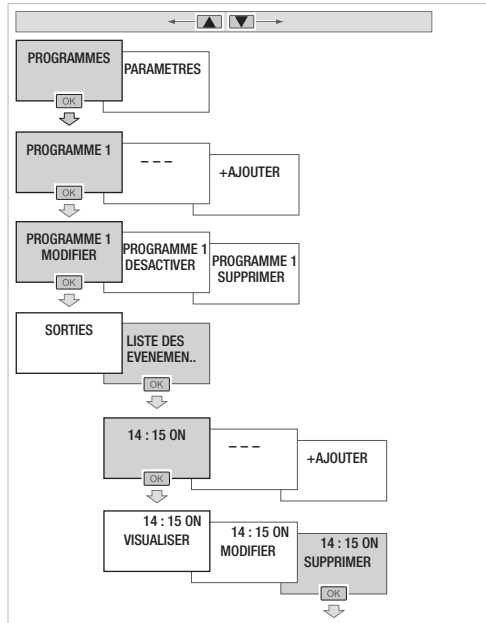 PROGRAMMES
PARAMETRES
OK
PROGRAMME 1
– – –
+AJOUTER
OK
PROGRAMME 1
MODIFIER
PROGRAMME 1
DESACTIVER
PROGRAMME 1
SUPPRIMER
OK
SORTIES
LISTE DES
EVENEMEN..
OK
14 : 15 ON
– – –
+AJOUTER
OK
14 : 15 ON
VISUALISER
14 : 15 ON
MODIFIER
14 : 15 ON
SUPPRIMER
OK